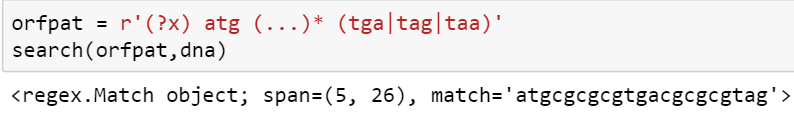 orfpat = r'(?x) atg (...)* (tga|tag|taa)'
search(orfpat,dna)
<regex.Match object; span=(5, 26), match='atgcgcgcgtgacgcgcgtag'>